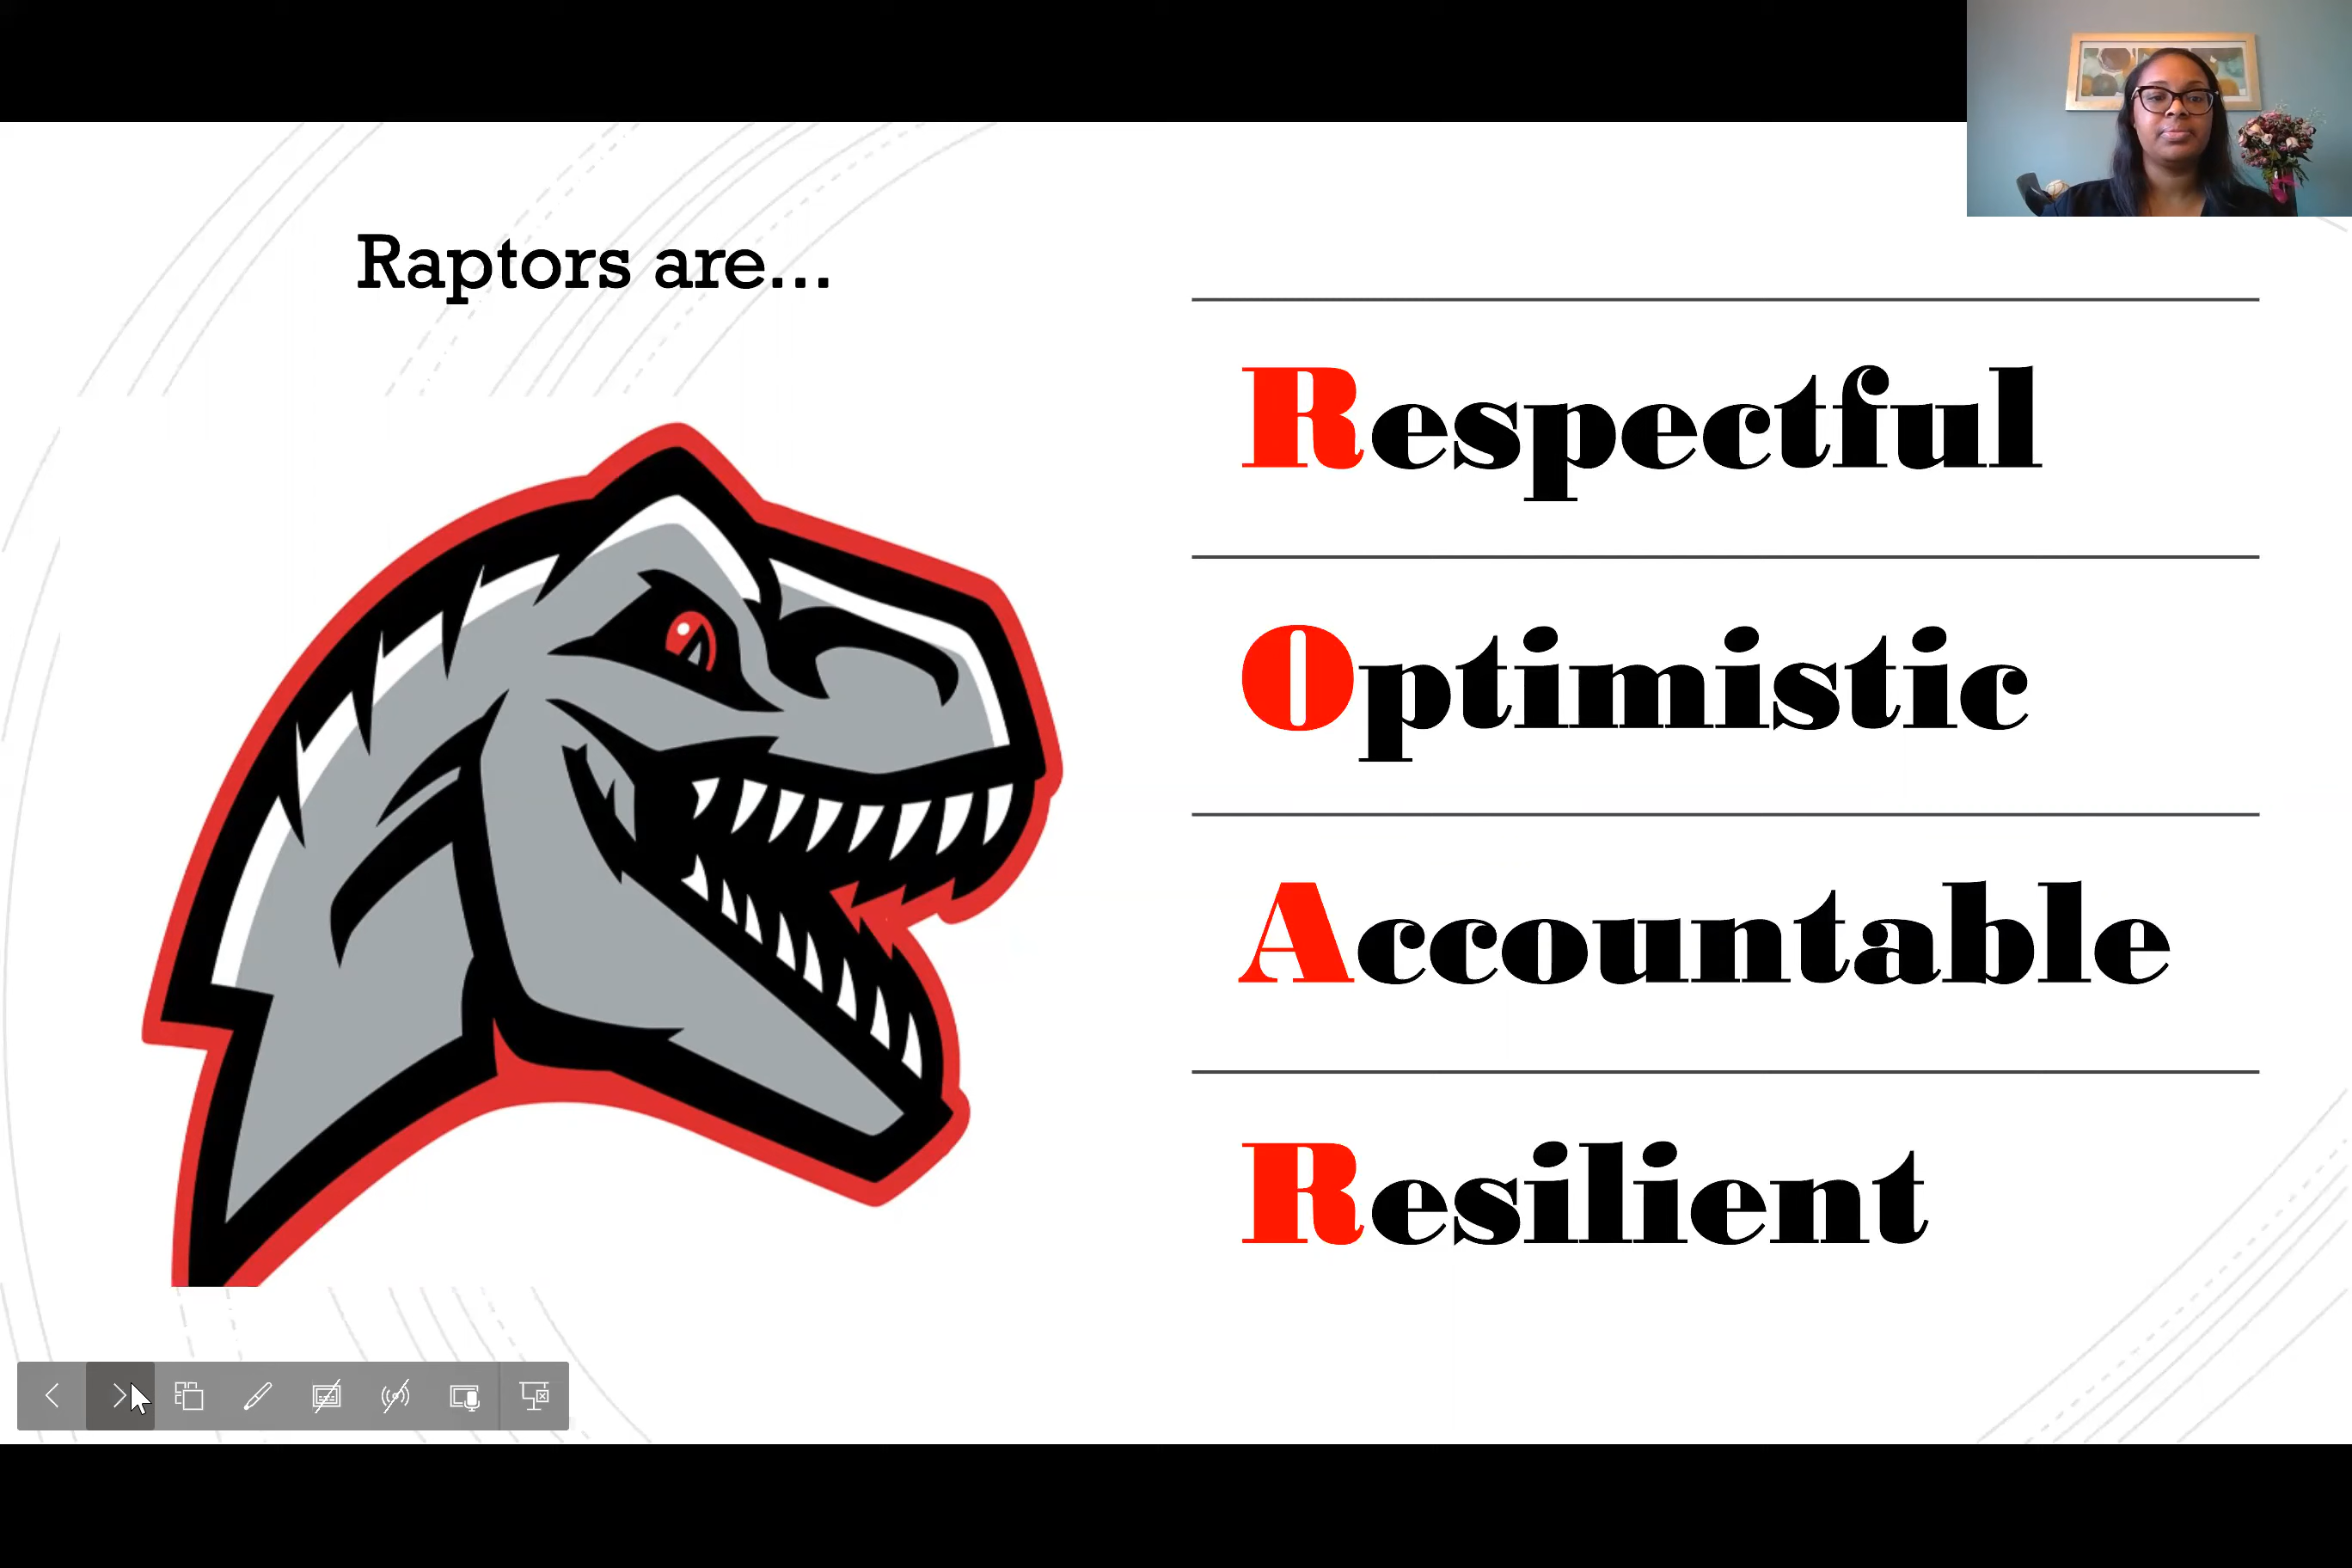 Raptors are...
Respectful
Optimistic
Accountable
Resilient